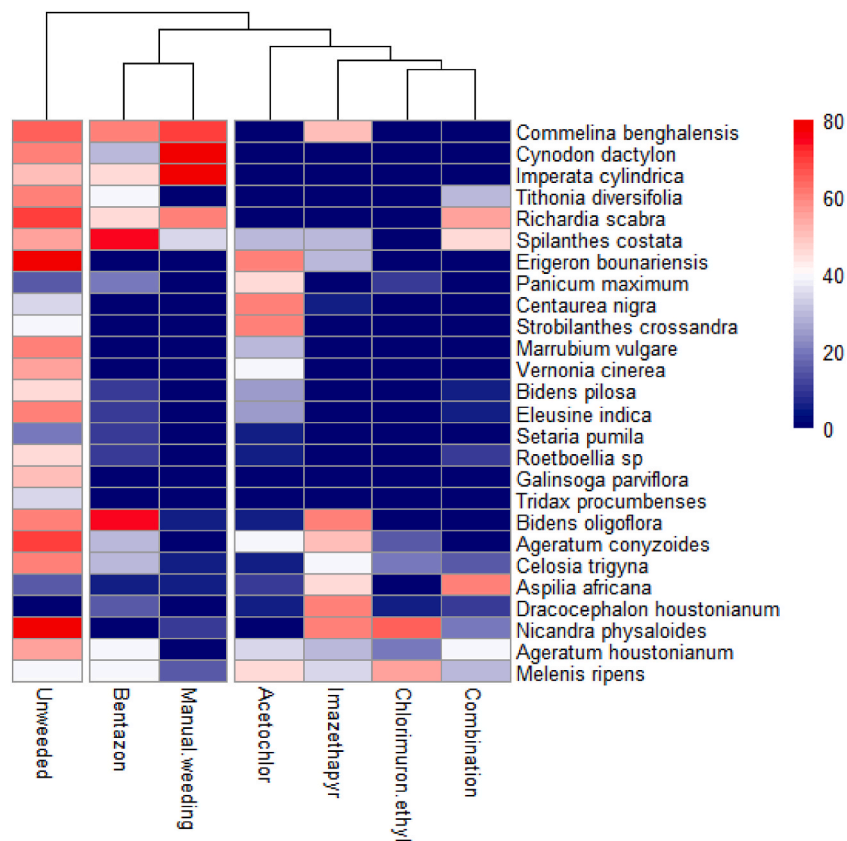 Commelina benghalensis
Cynodon dactylon
Imperata cylindrica
Tithonia diversifolia
Richardia scabra
Spilanthes costata
Erigeron bounariensis
Panicum maximum
Centaurea nigra
Strobilanthes crossandra
Marrubium vulgare
Vernonia cinerea
Bidens pilosa
Eleusine indica
Setaria pumila
Roetboellia sp
Galinsoga parviflora
Tridax procumbenses
Bidens oligoflora
Ageratum conyzoides
Celosia trigyna
Aspilia africana
Dracocephalon houstonianum
Nicandra physaloides
Ageratum houstonianum
Melenis ripens
80
60
40
20
0
Unweeded
Bentazon
Manual.weeding
Acetochlor
Imazethapyr
Chlorimuron.ethyl
Combination